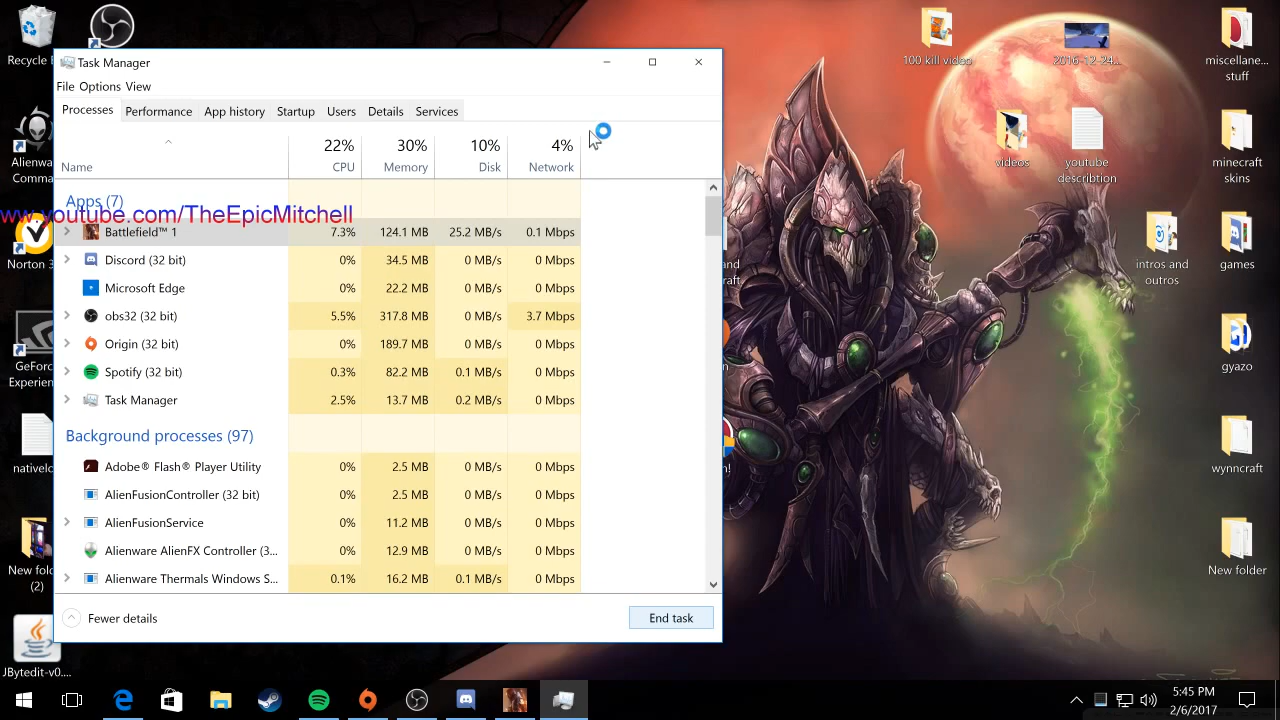 Recycle
100 kill video
2016-12-24...
miscellane...
stuff
Task Manager
File Options View
Processes
Performance
App history
Startup
Users
Details
Services
22%
30%
10%
4%
Name
CPU
Memory
Disk
Network
Apps (7)
www.youtube.com/TheEpicMitchell
Battlefield™ 1
7.3%
124.1 MB
25.2 MB/s
0.1 Mbps
Discord (32 bit)
0%
34.5 MB
0 MB/s
0 Mbps
Microsoft Edge
0%
22.2 MB
0 MB/s
0 Mbps
obs32 (32 bit)
5.5%
317.8 MB
0 MB/s
3.7 Mbps
Origin (32 bit)
0%
189.7 MB
0 MB/s
0 Mbps
Spotify (32 bit)
0.3%
82.2 MB
0.1 MB/s
0 Mbps
Task Manager
2.5%
13.7 MB
0.2 MB/s
0 Mbps
Background processes (97)
Adobe® Flash® Player Utility
0%
2.5 MB
0 MB/s
0 Mbps
AlienFusionController (32 bit)
0%
2.5 MB
0 MB/s
0 Mbps
AlienFusionService
0%
11.2 MB
0 MB/s
0 Mbps
Alienware AlienFX Controller (3...
0%
12.9 MB
0 MB/s
0 Mbps
Alienware Thermals Windows S...
0.1%
16.2 MB
0.1 MB/s
0 Mbps
Fewer details
End task
Alienwa
Comma
Norton
GeForc
Experien
nativelo
New fol
(2)
JBytedit-v0....
videos
youtube
describtion
minecraft
skins
intros and
outros
games
gyazo
wynncraft
New folder
and
raft
5:45 PM
2/6/2017